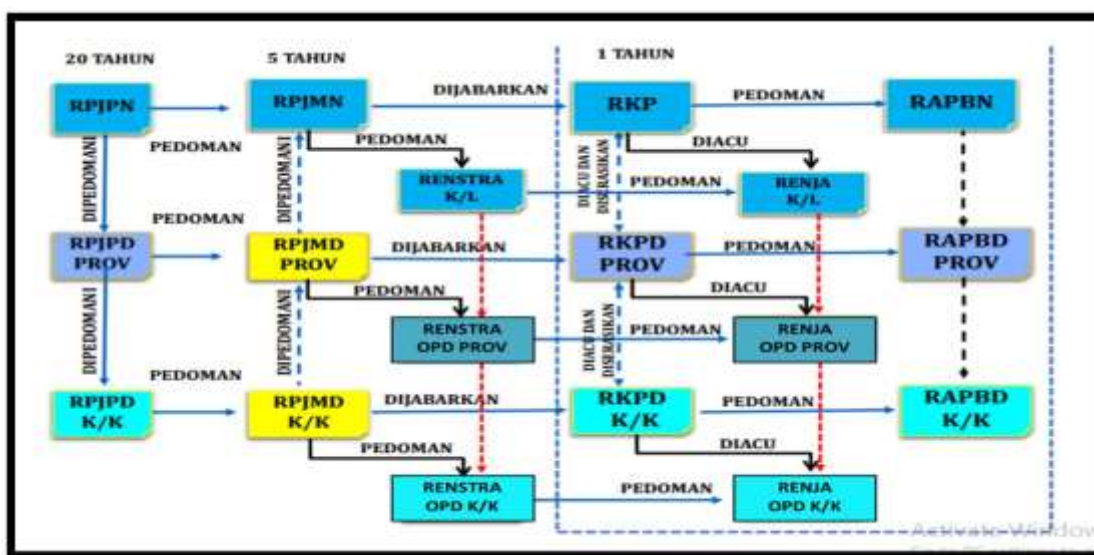 20 TAHUN
5 TAHUN
1 TAHUN
RPJPN
PEDOMAN
RPJMN
DIJABARKAN
RKP
PEDOMAN
RAPBN
DIPEDOMANI
DIPEDOMANI
PEDOMAN
RENSTRA
K/L
PEDOMAN
DIACU DAN
DISERASIKAN
DIACU
RENJA
K/L
RPJPD
PROV
PEDOMAN
RPJMD
PROV
DIJABARKAN
RKPD
PROV
PEDOMAN
RAPBD
PROV
DIPEDOMANI
DIPEDOMANI
PEDOMAN
RENSTRA
OPD PROV
PEDOMAN
DIACU DAN
DISERASIKAN
DIACU
RENJA
OPD PROV
RPJPD
K/K
PEDOMAN
RPJMD
K/K
DIJABARKAN
RKPD
K/K
PEDOMAN
RAPBD
K/K
PEDOMAN
RENSTRA
OPD K/K
PEDOMAN
DIACU
RENJA
OPD K/K
Activate Window